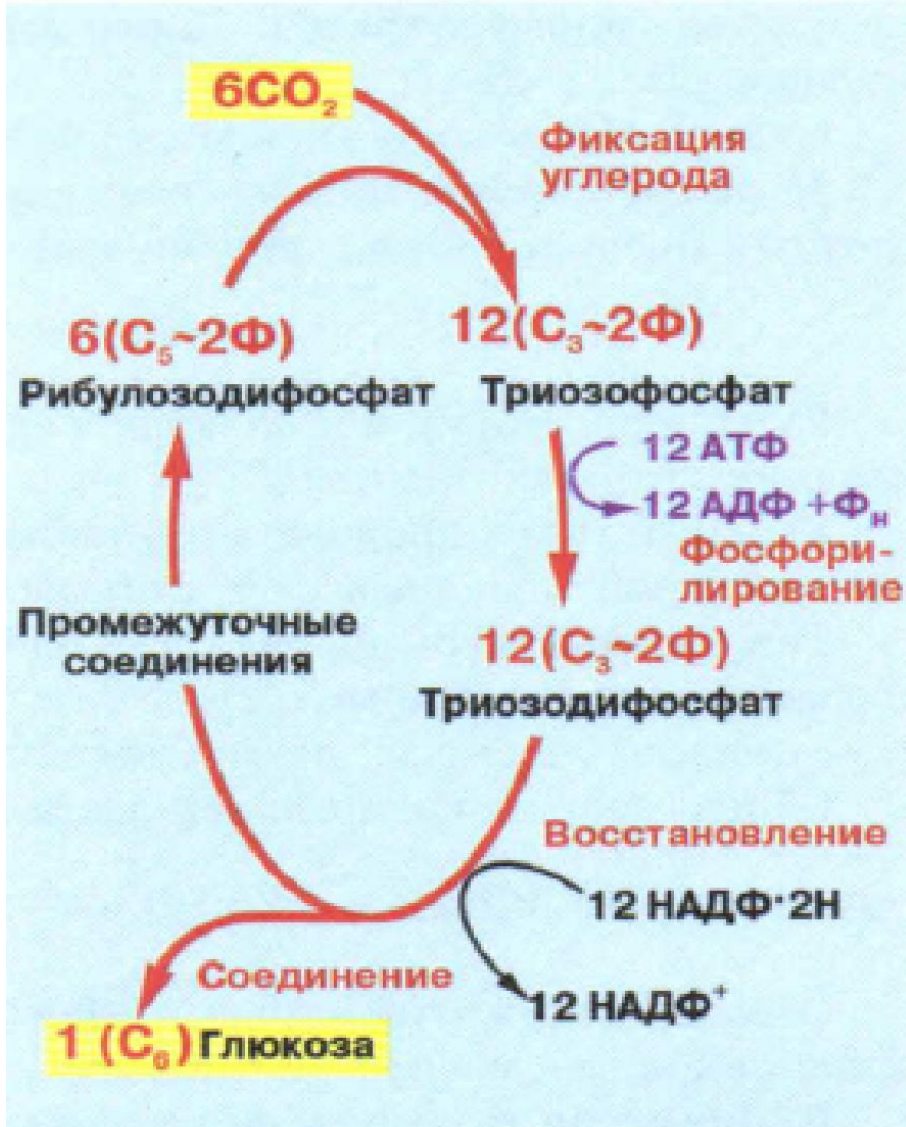 6CO₂
Фиксация
углерода
6(C₅~2Ф)
Рибулозодифосфат
12(C₃~2Ф)
Триозофосфат
12 АТФ
12 АДФ +Фн
Фосфори-
лирование
12(C₃~2Ф)
Триозодифосфат
Промежуточные
соединения
Восстановление
12 НАДФ·2Н
12 НАДФ⁺
Соединение
1 (C₆) Глюкоза